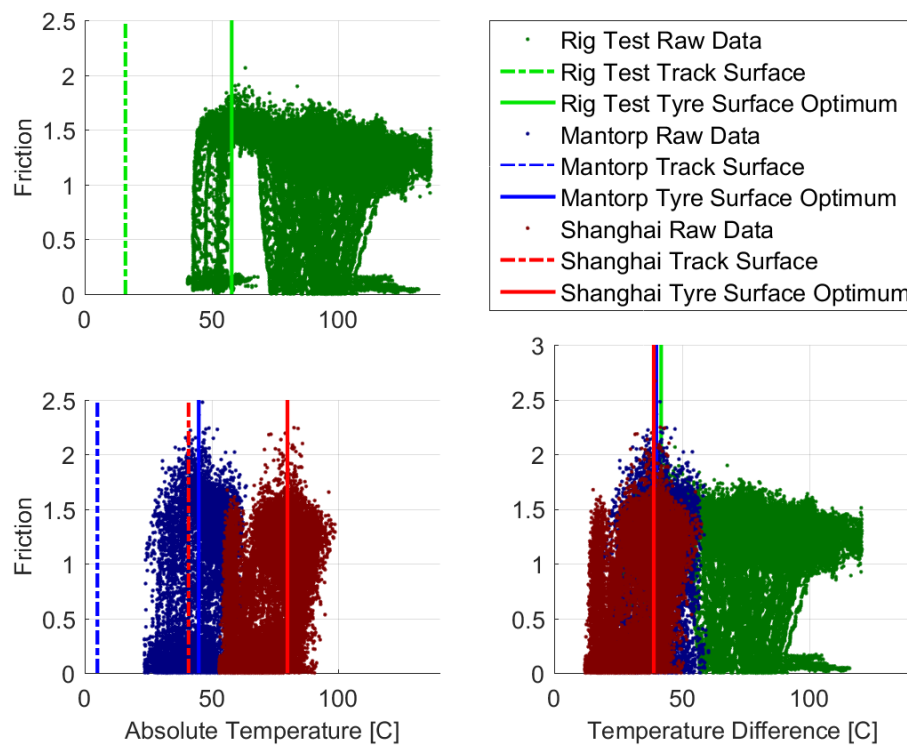 2.5
2
1.5
1
0.5
0
Friction
0
50
100
Rig Test Raw Data
Rig Test Track Surface
Rig Test Tyre Surface Optimum
Mantorp Raw Data
Mantorp Track Surface
Mantorp Tyre Surface Optimum
Shanghai Raw Data
Shanghai Track Surface
Shanghai Tyre Surface Optimum
2.5
2
1.5
1
0.5
0
Friction
0
50
100
Absolute Temperature [C]
3
2.5
2
1.5
1
0.5
0
0
50
100
Temperature Difference [C]